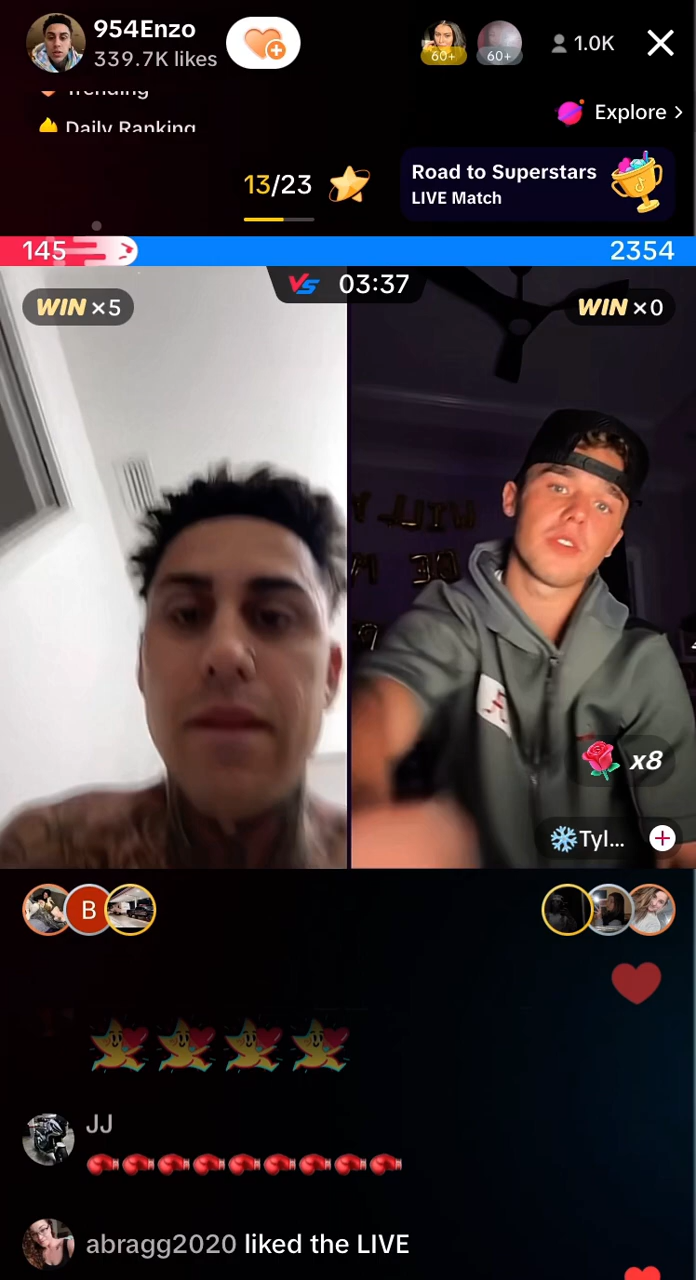 954Enzo
339.7K likes
60+
60+
1.0K
Trending
Daily Ranking
Explore >
13/23
Road to Superstars
LIVE Match
145
2354
VS 03:37
WIN ×5
WIN ×0
x8
Tyl...
B
JJ
abragg2020 liked the LIVE